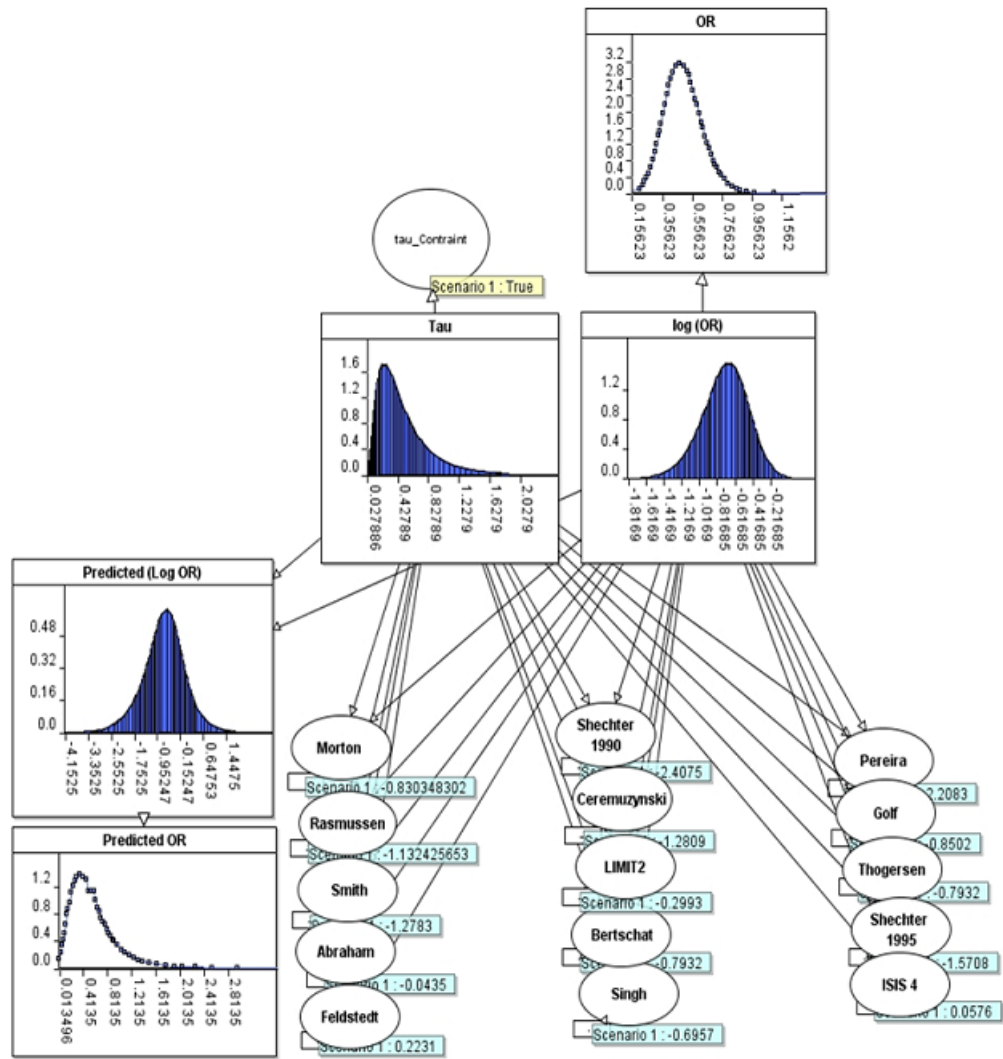 OR
3.2
2.8
2.4
2.0
1.6
1.2
0.8
0.4
0.0
0.15623
0.35623
0.55623
0.75623
0.95623
1.1562
tau_Contraint
Scenario 1 : True
Tau
1.6
1.2
0.8
0.4
0.0
0.027886
0.42789
0.82789
1.2279
1.6279
2.0279
log (OR)
1.2
0.8
0.4
0.0
-1.8169
-1.6169
-1.4169
-1.2169
-1.0169
-0.81685
-0.61685
-0.41685
-0.21685
Predicted (Log OR)
0.48
0.32
0.16
0.0
-4.1525
-3.3525
-2.5525
-1.7525
-0.95247
-0.15247
0.64753
1.4475
Predicted OR
1.2
0.8
0.4
0.0
0.013496
0.4135
0.8135
1.2135
1.6135
2.0135
2.4135
2.8135
Morton
Scenario 1 : -0.830348302
Rasmussen
Scenario 1 : -1.132425653
Smith
Scenario 1 : -1.2783
Abraham
Scenario 1 : -0.0435
Feldstedt
Scenario 1 : 0.2231
Shechter
1990
2.4075
Ceremuzynski
1.2809
LIMIT2
Scenario 1 : -0.2993
Bertschat
0.7932
Singh
Scenario 1 : -0.6957
Pereira
2.2083
Golf
0.8502
Thogersen
-0.7932
Shechter
1995
-1.5708
ISIS 4
Scenario 1 : 0.0576